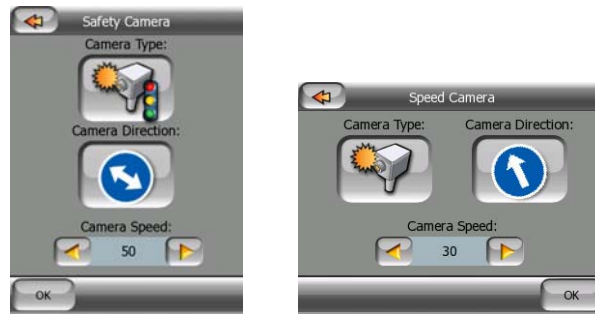 Safety Camera
Camera Type:
Camera Direction:
Camera Speed:
50
OK
Speed Camera
Camera Type: Camera Direction:
Camera Speed:
30
OK